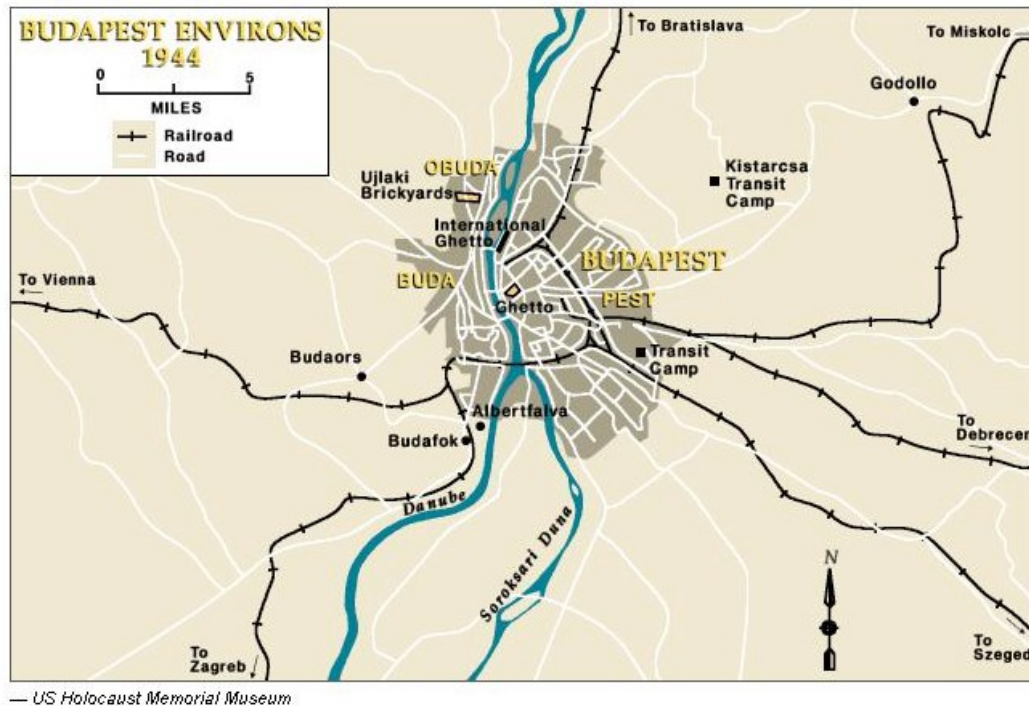 BUDAPEST ENVIRONS
1944
0 5
MILES
Railroad
Road
To Bratislava
To Miskolc
Godollo
OBUDA
Ujlaki
Brickyards
Kistarcsa
Transit
Camp
International
Ghetto
BUDAPEST
BUDA
To Vienna
PEST
Ghetto
Transit
Camp
Budaors
Albertfalva
Budafok
To
Debrecen
Danube
Soroksari Duna
N
To
Zagreb
To
Szeged
— US Holocaust Memorial Museum